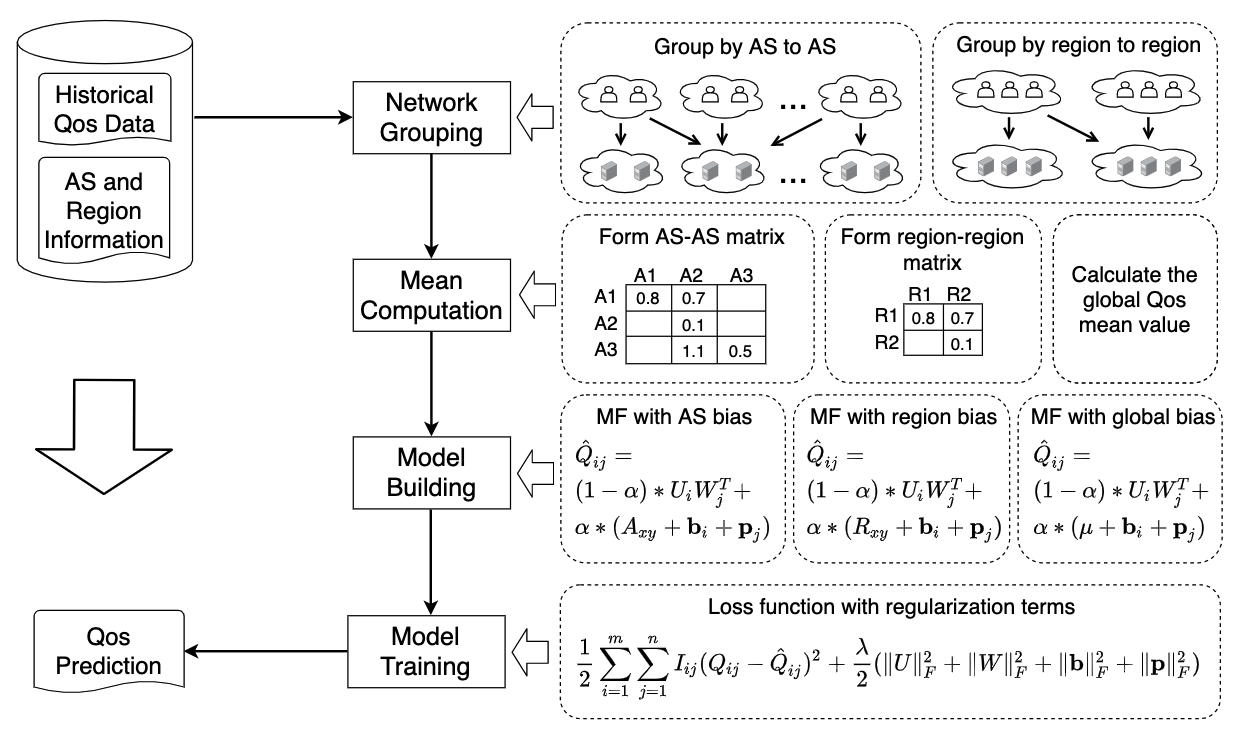 Historical
Qos Data
AS and
Region
Information
Network
Grouping
Group by AS to AS
...
...
Group by region to region
Mean
Computation
Form AS-AS matrix
A1 A2 A3
A1 0.8 0.7
A2 0.1
A3 1.1 0.5
Form region-region
matrix
R1 R2
R1 0.8 0.7
R2 0.1
Calculate the
global Qos
mean value
Model
Building
MF with AS bias
$\hat{Q}_{ij} =$
$(1 - \alpha) * U_i W_j^T +$
$\alpha * (A_{xy} + \mathbf{b}_i + \mathbf{p}_j)$
MF with region bias
$\hat{Q}_{ij} =$
$(1 - \alpha) * U_i W_j^T +$
$\alpha * (R_{xy} + \mathbf{b}_i + \mathbf{p}_j)$
MF with global bias
$\hat{Q}_{ij} =$
$(1 - \alpha) * U_i W_j^T +$
$\alpha * (\mu + \mathbf{b}_i + \mathbf{p}_j)$
Model
Training
Loss function with regularization terms
$\frac{1}{2} \sum_{i=1}^{m} \sum_{j=1}^{n} I_{ij} (Q_{ij} - \hat{Q}_{ij})^2 + \frac{\lambda}{2} (\|U\|_F^2 + \|W\|_F^2 + \|\mathbf{b}\|_F^2 + \|\mathbf{p}\|_F^2)$
Qos
Prediction